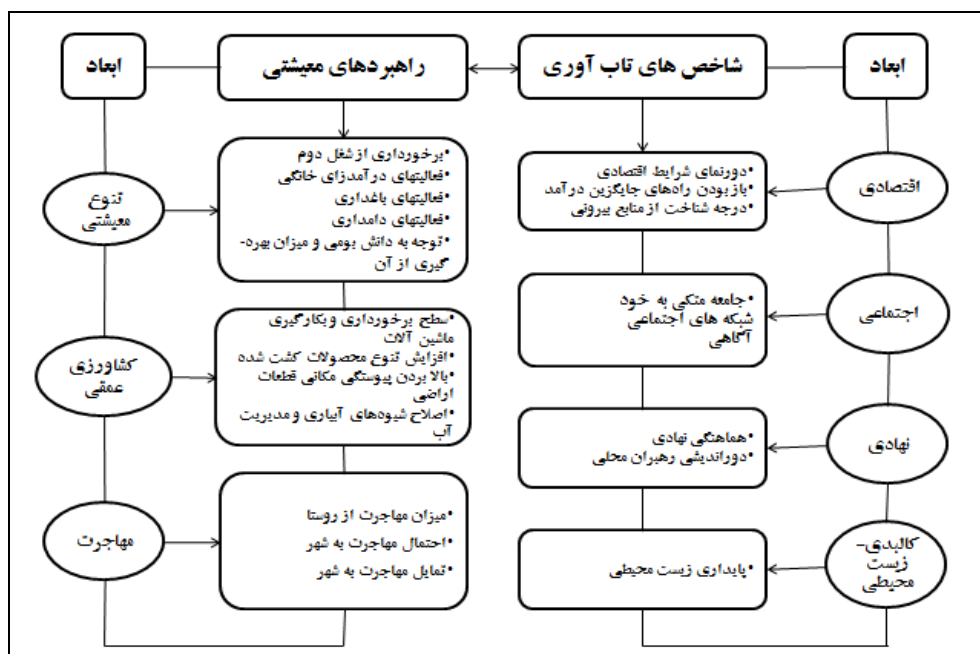 ابعاد
شاخص های تاب آوری
راهبردهای معیشتی
ابعاد
اقتصادی
•دورنمای شرایط اقتصادی
•باز بودن راه‌های جایگزین درآمد
•درجه شناخت از منابع بیرونی
اجتماعی
•جامعه متکی به خود
شبکه های اجتماعی
آگاهی
نهادی
•هماهنگی نهادی
•دوراندیشی رهبران محلی
کالبدی-
زیست
محیطی
•پایداری زیست محیطی
تنوع
معیشتی
•برخورداری از شغل دوم
•فعالیتهای درآمدزای خانگی
•فعالیتهای باغداری
•فعالیتهای دامداری
•توجه به دانش بومی و میزان بهره-
گیری از آن
کشاورزی
عمقی
•سطح برخورداری و بکارگیری
ماشین آلات
•افزایش تنوع محصولات کشت شده
•بالا بردن پیوستگی مکانی قطعات
اراضی
•اصلاح شیوه‌های آبیاری و مدیریت
آب
مهاجرت
•میزان مهاجرت از روستا
•احتمال مهاجرت به شهر
•تمایل مهاجرت به شهر